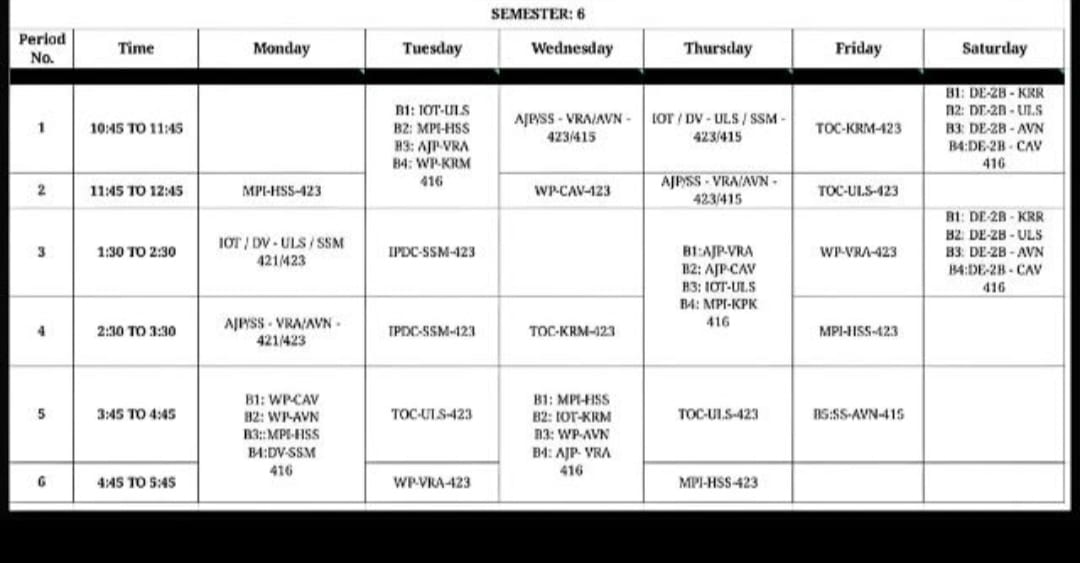 SEMESTER: 6
Period No. Time Monday Tuesday Wednesday Thursday Friday Saturday
1 10:45 TO 11:45
B1: IOT-ULS
B2: MPI-HSS
B3: AJP-VRA
B4: WP-KRM
416
AJP/SS - VRA/AVN -
423/415
IOT / DV - ULS / SSM -
423/415
TOC-KRM-423
B1: DE-2B - KRR
B2: DE-2B - ULS
B3: DE-2B - AVN
B4:DE-2B - CAV
416
2 11:45 TO 12:45
MPI-HSS-423
WP-CAV-423
AJP/SS - VRA/AVN -
423/415
TOC-ULS-423
3 1:30 TO 2:30
IOT / DV - ULS / SSM
421/423
IPDC-SSM-423
B1:AJP-VRA
B2: AJP-CAV
B3: IOT-ULS
B4: MPI-KPK
416
WP-VRA-423
B1: DE-2B - KRR
B2: DE-2B - ULS
B3: DE-2B - AVN
B4:DE-2B - CAV
416
4 2:30 TO 3:30
AJP/SS - VRA/AVN -
421/423
IPDC-SSM-423
TOC-KRM-423
MPI-HSS-423
5 3:45 TO 4:45
B1: WP-CAV
B2: WP-AVN
B3::MPI-HSS
B4:DV-SSM
416
TOC-ULS-423
B1: MPI-HSS
B2: IOT-KRM
B3: WP-AVN
B4: AJP- VRA
416
TOC-ULS-423
B5:SS-AVN-415
6 4:45 TO 5:45
WP-VRA-423
MPI-HSS-423